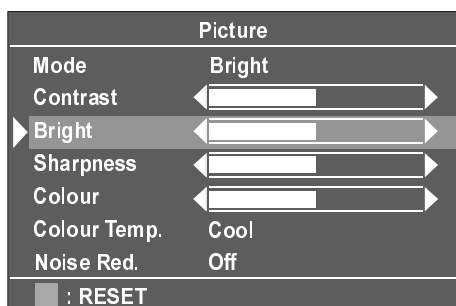 Picture
Mode Bright
Contrast
Bright
Sharpness
Colour
Colour Temp. Cool
Noise Red. Off
: RESET